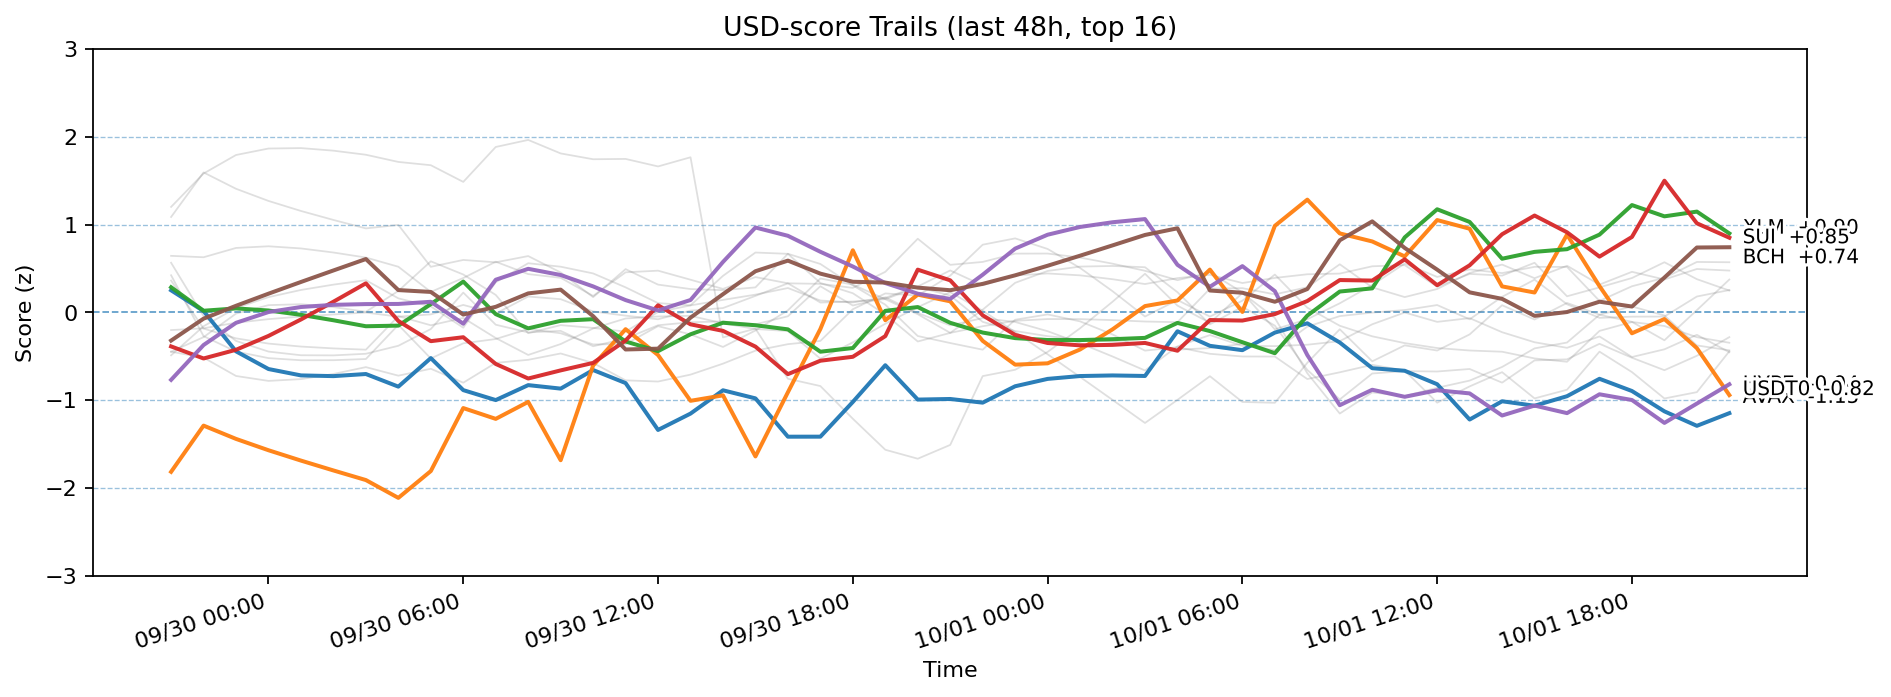 USD-score Trails (last 48h, top 16)
Score (z)
3
2
1
0
−1
−2
−3
SUI +0.85
BCH +0.74
USDT0 -0.82
09/30 00:00
09/30 06:00
09/30 12:00
09/30 18:00
10/01 00:00
10/01 06:00
10/01 12:00
10/01 18:00
Time